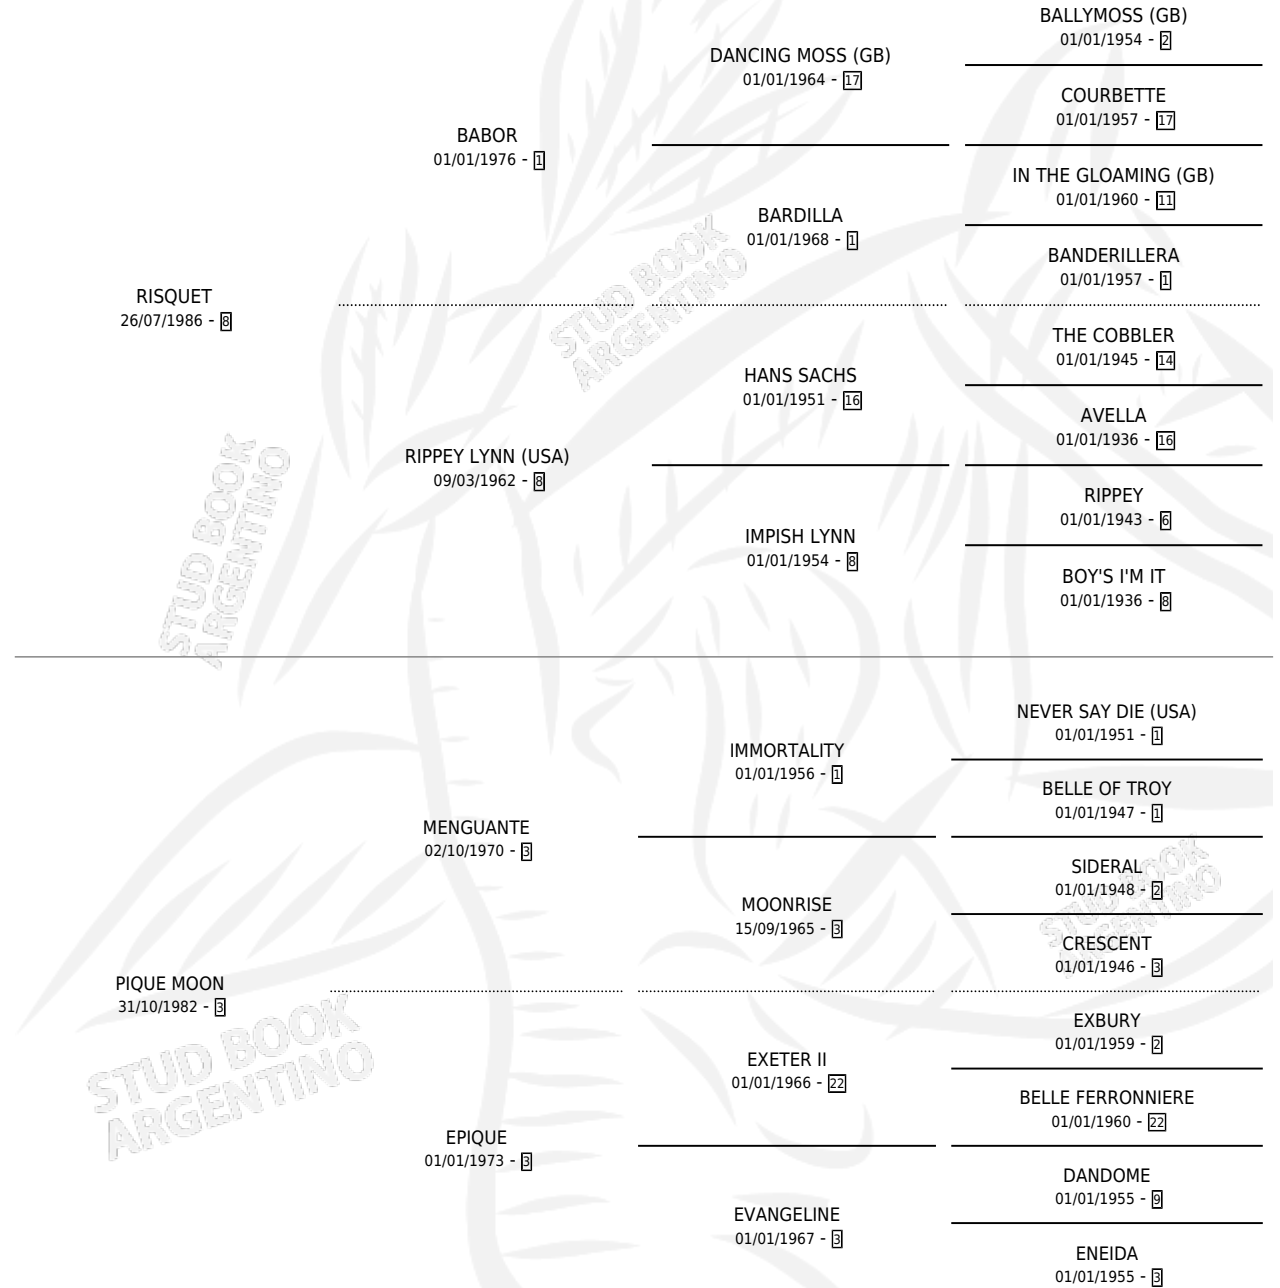 BALLYMOSS (GB)
01/01/1954 - 2
DANCING MOSS (GB)
01/01/1964 - 17
COURBETTE
01/01/1957 - 17
BABOR
01/01/1976 - 1
IN THE GLOAMING (GB)
01/01/1960 - 11
BARDILLA
01/01/1968 - 1
BANDERILLERA
01/01/1957 - 1
RISQUET
26/07/1986 - 8
STUD BOOK
ARGENTINO
THE COBBLER
01/01/1945 - 14
HANS SACHS
01/01/1951 - 16
AVELLA
01/01/1936 - 16
RIPPEY LYNN (USA)
09/03/1962 - 8
RIPPEY
01/01/1943 - 6
IMPISH LYNN
01/01/1954 - 8
BOY'S I'M IT
01/01/1936 - 8
STUD BOOK
ARGENTINO
NEVER SAY DIE (USA)
01/01/1951 - 1
IMMORTALITY
01/01/1956 - 1
BELLE OF TROY
01/01/1947 - 1
MENGUANTE
02/10/1970 - 3
SIDERAL
01/01/1948 - 2
MOONRISE
15/09/1965 - 3
CRESCENT
01/01/1946 - 3
STUD BOOK
ARGENTINO
PIQUE MOON
31/10/1982 - 3
EXBURY
01/01/1959 - 2
EXETER II
01/01/1966 - 22
BELLE FERRONNIERE
01/01/1960 - 22
STUD BOOK
ARGENTINO
EPIQUE
01/01/1973 - 3
DANDOME
01/01/1955 - 9
EVANGELINE
01/01/1967 - 3
ENEIDA
01/01/1955 - 3